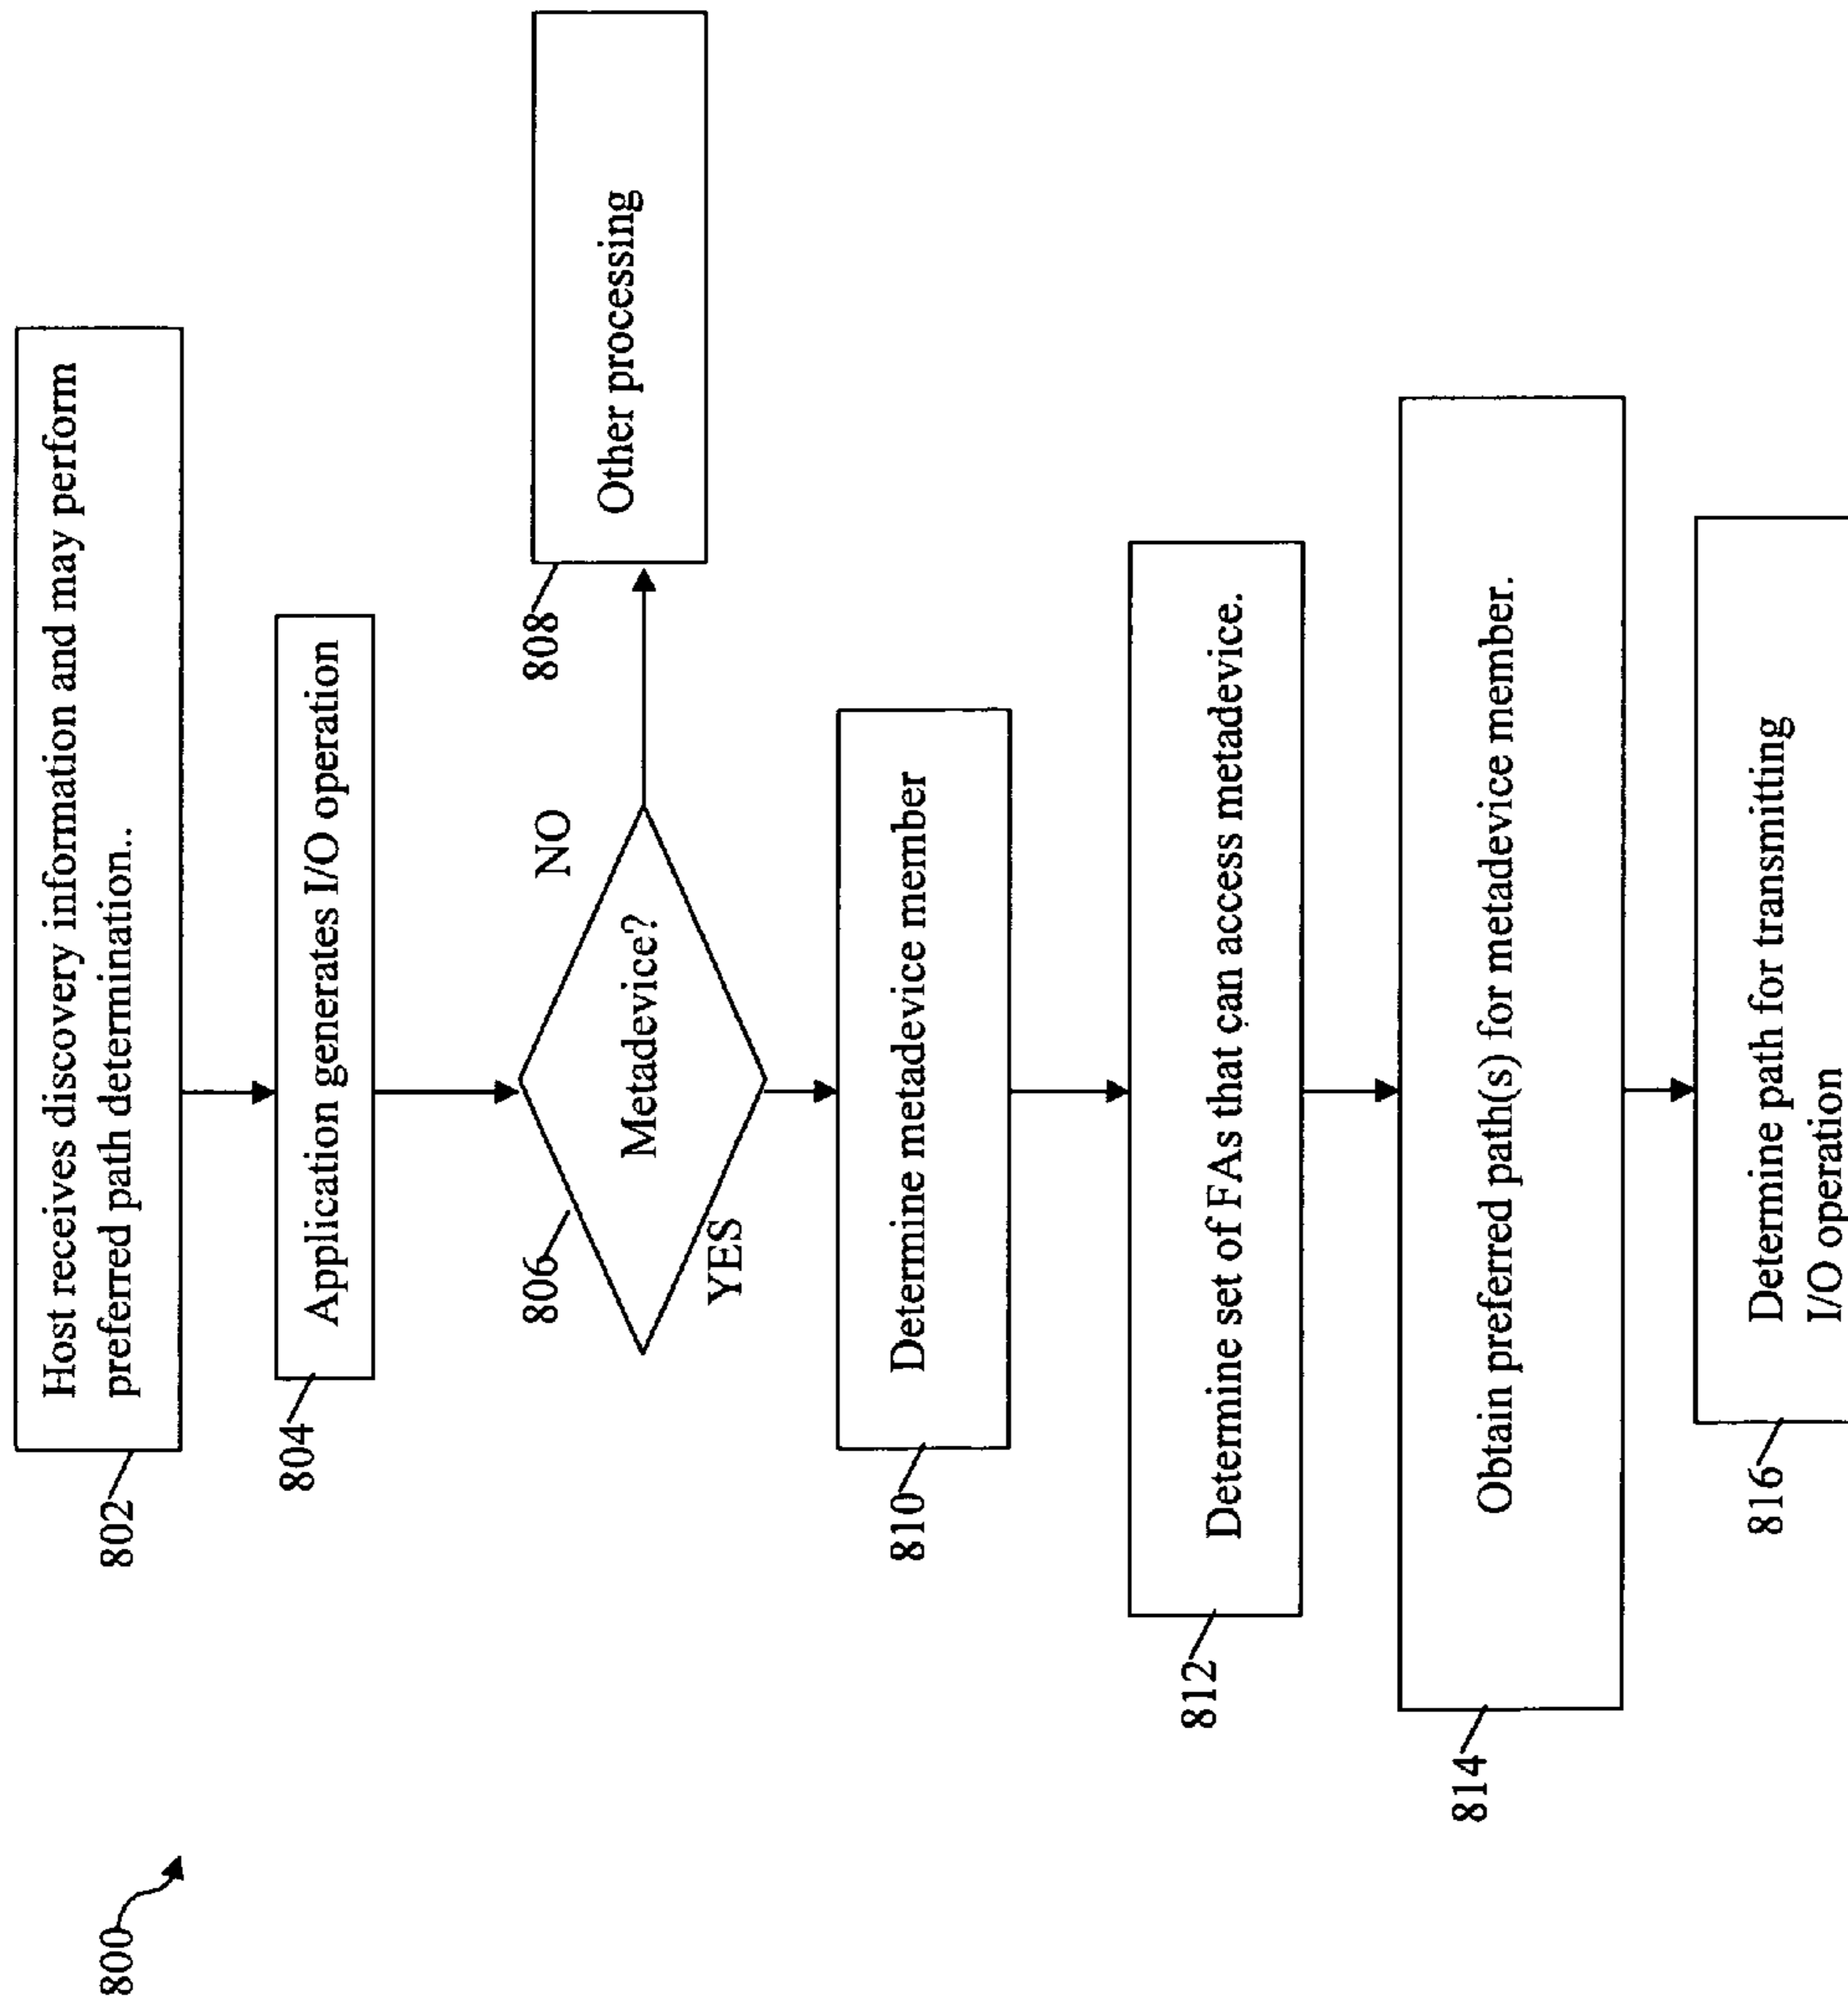 800
802
Host receives discovery information and may perform
preferred path determination..
804
Application generates I/O operation
806
Metadevice?
NO
808
Other processing
YES
810
Determine metadevice member
812
Determine set of FAs that can access metadevice.
814
Obtain preferred path(s) for metadevice member.
816
Determine path for transmitting
I/O operation